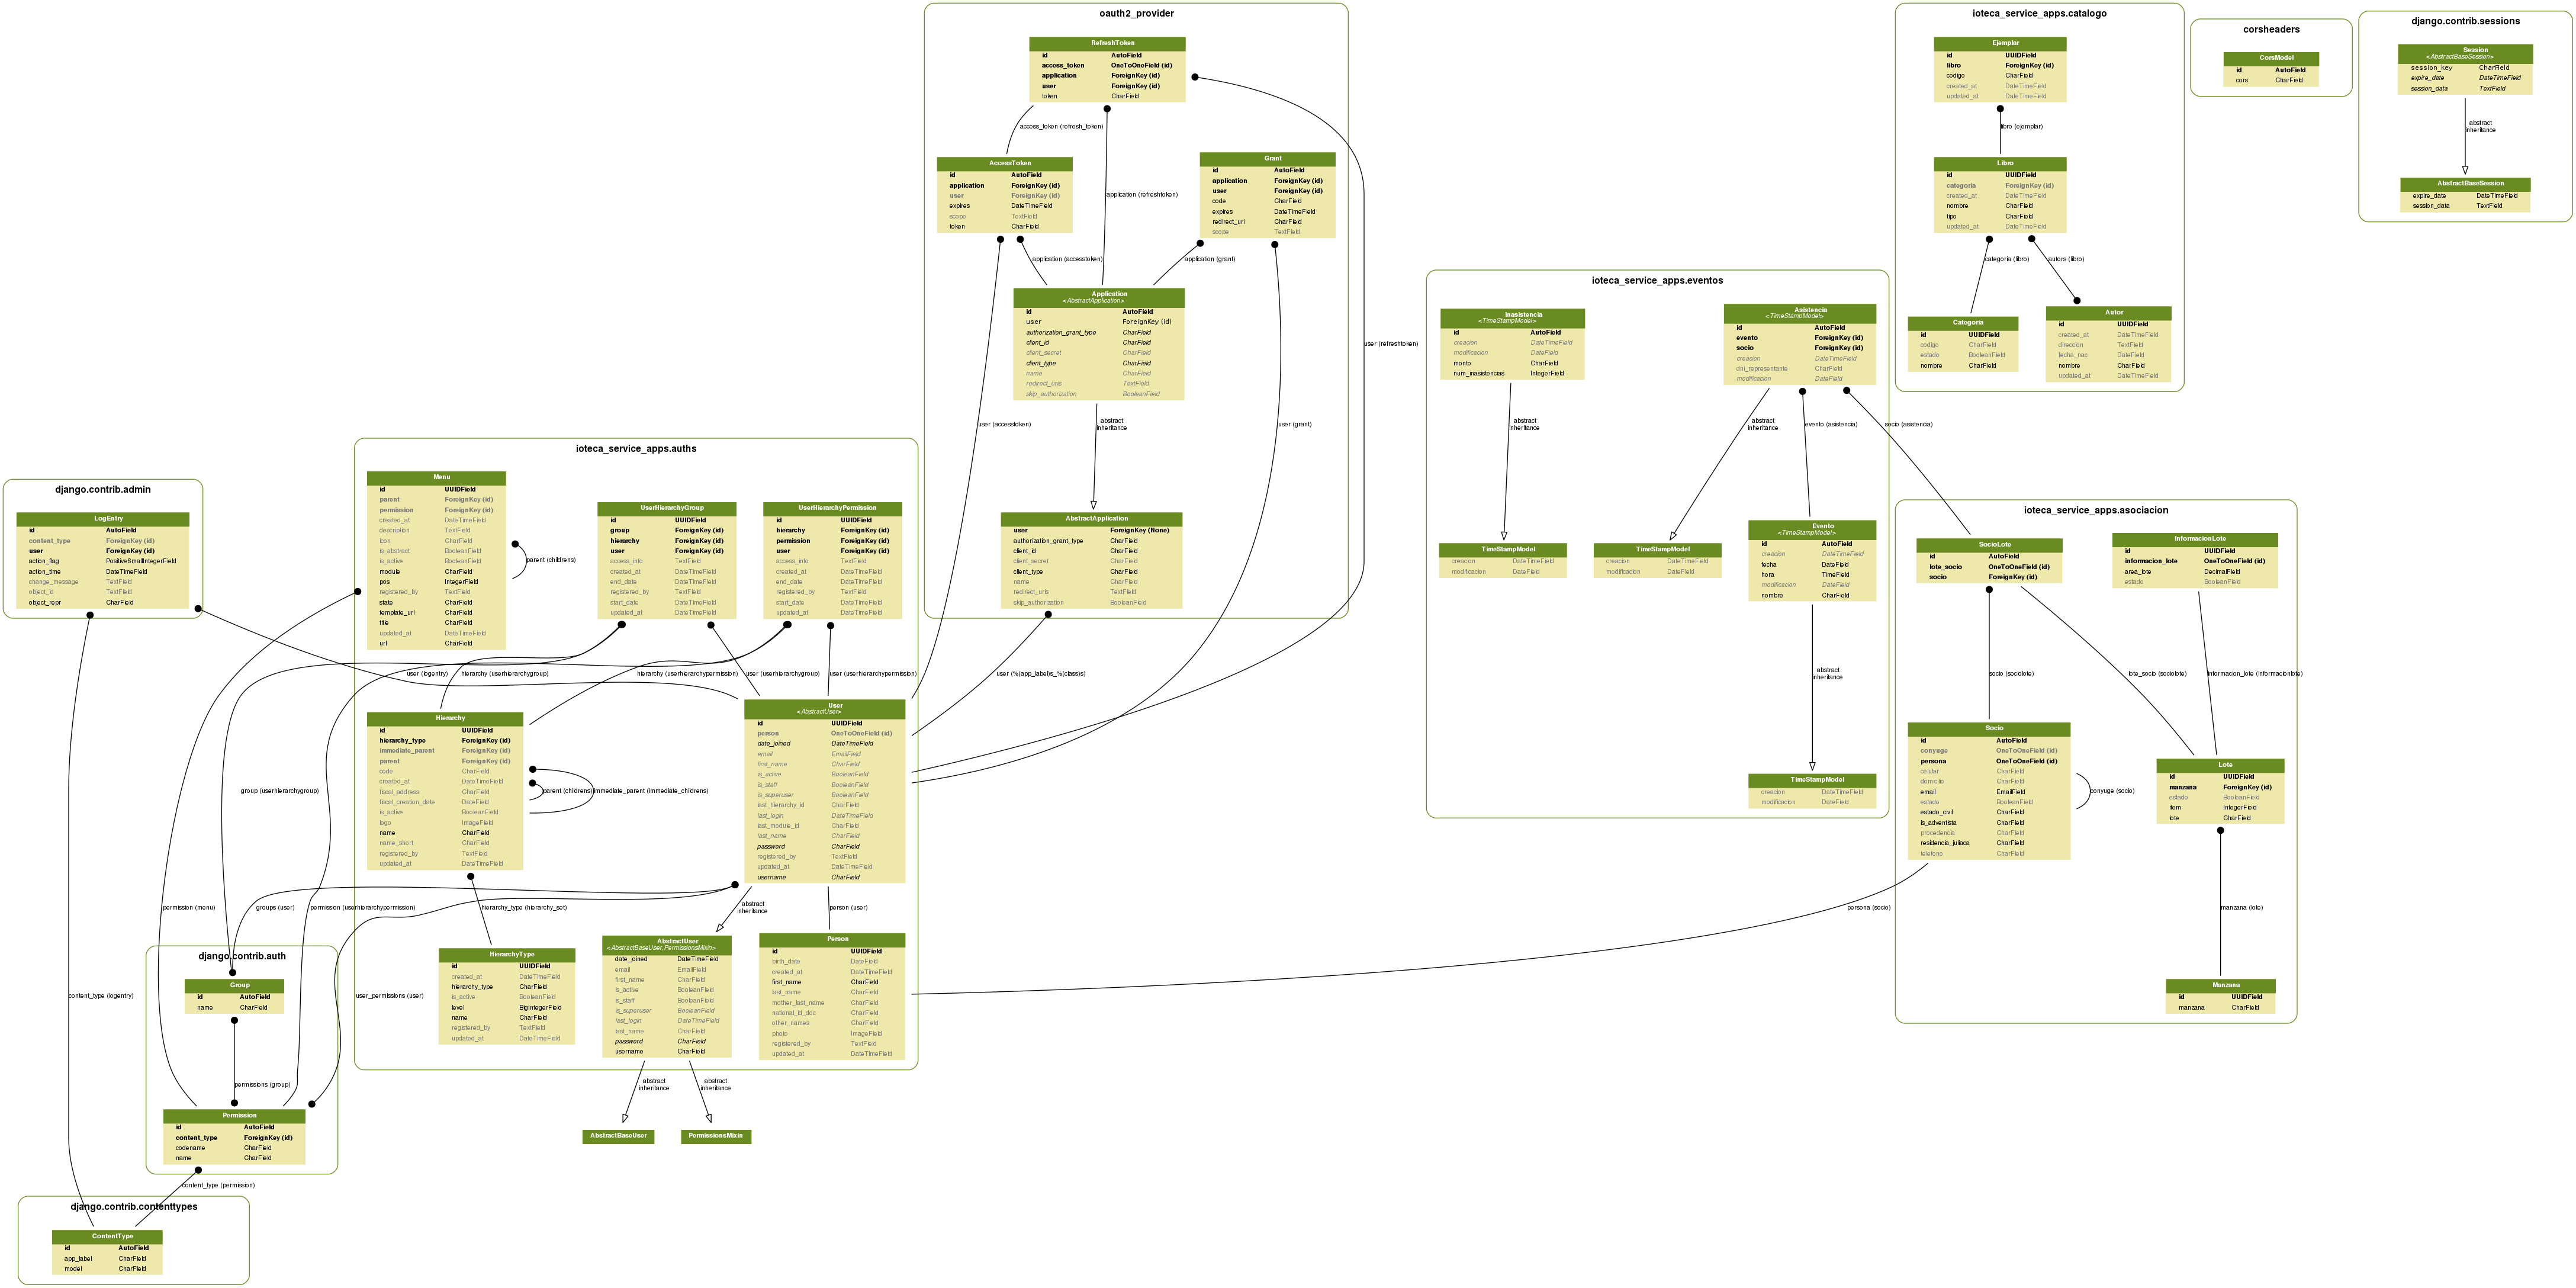 oauth2_provider
RefreshToken
id AutoField
access_token OneToOneField (id)
application ForeignKey (id)
user ForeignKey (id)
token CharField
access_token (refresh_token)
application (refreshtoken)
user (refreshtoken)
AccessToken
id AutoField
application ForeignKey (id)
user ForeignKey (id)
expires DateTimeField
scope TextField
token CharField
Grant
id AutoField
application ForeignKey (id)
user ForeignKey (id)
code CharField
expires DateTimeField
redirect_uri CharField
scope TextField
user (accesstoken)
application (accesstoken)
application (grant)
user (grant)
Application
<AbstractApplication>
id AutoField
user ForeignKey (id)
authorization_grant_type CharField
client_id CharField
client_secret CharField
client_type CharField
name CharField
redirect_uris TextField
skip_authorization BooleanField
abstract
inheritance
AbstractApplication
user ForeignKey (None)
authorization_grant_type CharField
client_id CharField
client_secret CharField
client_type CharField
name CharField
redirect_uris TextField
skip_authorization BooleanField
user (%(app_label)s_%(class)s)
ioteca_service_apps.catalogo
Ejemplar
id UUIDField
libro ForeignKey (id)
codigo CharField
created_at DateTimeField
updated_at DateTimeField
libro (ejemplar)
Libro
id UUIDField
categoria ForeignKey (id)
created_at DateTimeField
nombre CharField
tipo CharField
updated_at DateTimeField
categoria (libro)
autors (libro)
Categoria
id UUIDField
codigo CharField
estado BooleanField
nombre CharField
Autor
id UUIDField
created_at DateTimeField
direccion TextField
fecha_nac DateField
nombre CharField
updated_at DateTimeField
corsheaders
CorsModel
id AutoField
cors CharField
django.contrib.sessions
Session
<AbstractBaseSession>
session_key CharField
expire_date DateTimeField
session_data TextField
abstract
inheritance
AbstractBaseSession
expire_date DateTimeField
session_data TextField
ioteca_service_apps.eventos
Inasistencia
<TimeStampModel>
id AutoField
creacion DateTimeField
modificacion DateField
monto CharField
num_inasistencias IntegerField
abstract
inheritance
TimeStampModel
creacion DateTimeField
modificacion DateField
Asistencia
<TimeStampModel>
id AutoField
evento ForeignKey (id)
socio ForeignKey (id)
creacion DateTimeField
dni_representante CharField
modificacion DateField
abstract
inheritance
evento (asistencia)
socio (asistencia)
TimeStampModel
creacion DateTimeField
modificacion DateField
Evento
<TimeStampModel>
id AutoField
creacion DateTimeField
fecha DateField
hora TimeField
modificacion DateField
nombre CharField
abstract
inheritance
TimeStampModel
creacion DateTimeField
modificacion DateField
ioteca_service_apps.asociacion
SocioLote
id AutoField
lote_socio OneToOneField (id)
socio ForeignKey (id)
InformacionLote
id UUIDField
informacion_lote OneToOneField (id)
area_lote DecimalField
estado BooleanField
socio (sociolote)
lote_socio (sociolote)
informacion_lote (informacionlote)
Socio
id AutoField
conyuge OneToOneField (id)
persona OneToOneField (id)
celular CharField
domicilio CharField
email EmailField
estado BooleanField
estado_civil CharField
is_adventista CharField
procedencia CharField
residencia_juliaca CharField
telefono CharField
conyuge (socio)
persona (socio)
Lote
id UUIDField
manzana ForeignKey (id)
estado BooleanField
item IntegerField
lote CharField
manzana (lote)
Manzana
id UUIDField
manzana CharField
ioteca_service_apps.auths
Menu
id UUIDField
parent ForeignKey (id)
permission ForeignKey (id)
created_at DateTimeField
description TextField
icon CharField
is_abstract BooleanField
is_active BooleanField
module CharField
pos IntegerField
registered_by TextField
state CharField
template_url CharField
title CharField
updated_at DateTimeField
url CharField
parent (childrens)
UserHierarchyGroup
id UUIDField
group ForeignKey (id)
hierarchy ForeignKey (id)
user ForeignKey (id)
access_info TextField
created_at DateTimeField
end_date DateTimeField
registered_by TextField
start_date DateTimeField
updated_at DateTimeField
UserHierarchyPermission
id UUIDField
hierarchy ForeignKey (id)
permission ForeignKey (id)
user ForeignKey (id)
access_info TextField
created_at DateTimeField
end_date DateTimeField
registered_by TextField
start_date DateTimeField
updated_at DateTimeField
user (logentry)
hierarchy (userhierarchygroup)
hierarchy (userhierarchypermission)
user (userhierarchygroup)
user (userhierarchypermission)
Hierarchy
id UUIDField
hierarchy_type ForeignKey (id)
immediate_parent ForeignKey (id)
parent ForeignKey (id)
code CharField
created_at DateTimeField
fiscal_address CharField
fiscal_creation_date DateField
is_active BooleanField
logo ImageField
name CharField
name_short CharField
registered_by TextField
updated_at DateTimeField
parent (childrens)
immediate_parent (immediate_childrens)
User
<AbstractUser>
id UUIDField
person OneToOneField (id)
date_joined DateTimeField
email EmailField
first_name CharField
is_active BooleanField
is_staff BooleanField
is_superuser BooleanField
last_hierarchy_id CharField
last_login DateTimeField
last_module_id CharField
last_name CharField
password CharField
registered_by TextField
updated_at DateTimeField
username CharField
hierarchy_type (hierarchy_set)
abstract
inheritance
person (user)
HierarchyType
id UUIDField
created_at DateTimeField
hierarchy_type CharField
is_active BooleanField
level BigIntegerField
name CharField
registered_by TextField
updated_at DateTimeField
AbstractUser
<AbstractBaseUser,PermissionsMixin>
date_joined DateTimeField
email EmailField
first_name CharField
is_active BooleanField
is_staff BooleanField
is_superuser BooleanField
last_login DateTimeField
last_name CharField
password CharField
username CharField
Person
id UUIDField
birth_date DateField
created_at DateTimeField
first_name CharField
last_name CharField
mother_last_name CharField
national_id_doc CharField
other_names CharField
photo ImageField
registered_by TextField
updated_at DateTimeField
abstract
inheritance
abstract
inheritance
AbstractBaseUser
PermissionsMixin
django.contrib.admin
LogEntry
id AutoField
content_type ForeignKey (id)
user ForeignKey (id)
action_flag PositiveSmallIntegerField
action_time DateTimeField
change_message TextField
object_id TextField
object_repr CharField
group (userhierarchygroup)
permission (menu)
groups (user)
permission (userhierarchypermission)
content_type (logentry)
user_permissions (user)
django.contrib.auth
Group
id AutoField
name CharField
permissions (group)
Permission
id AutoField
content_type ForeignKey (id)
codename CharField
name CharField
content_type (permission)
django.contrib.contenttypes
ContentType
id AutoField
app_label CharField
model CharField